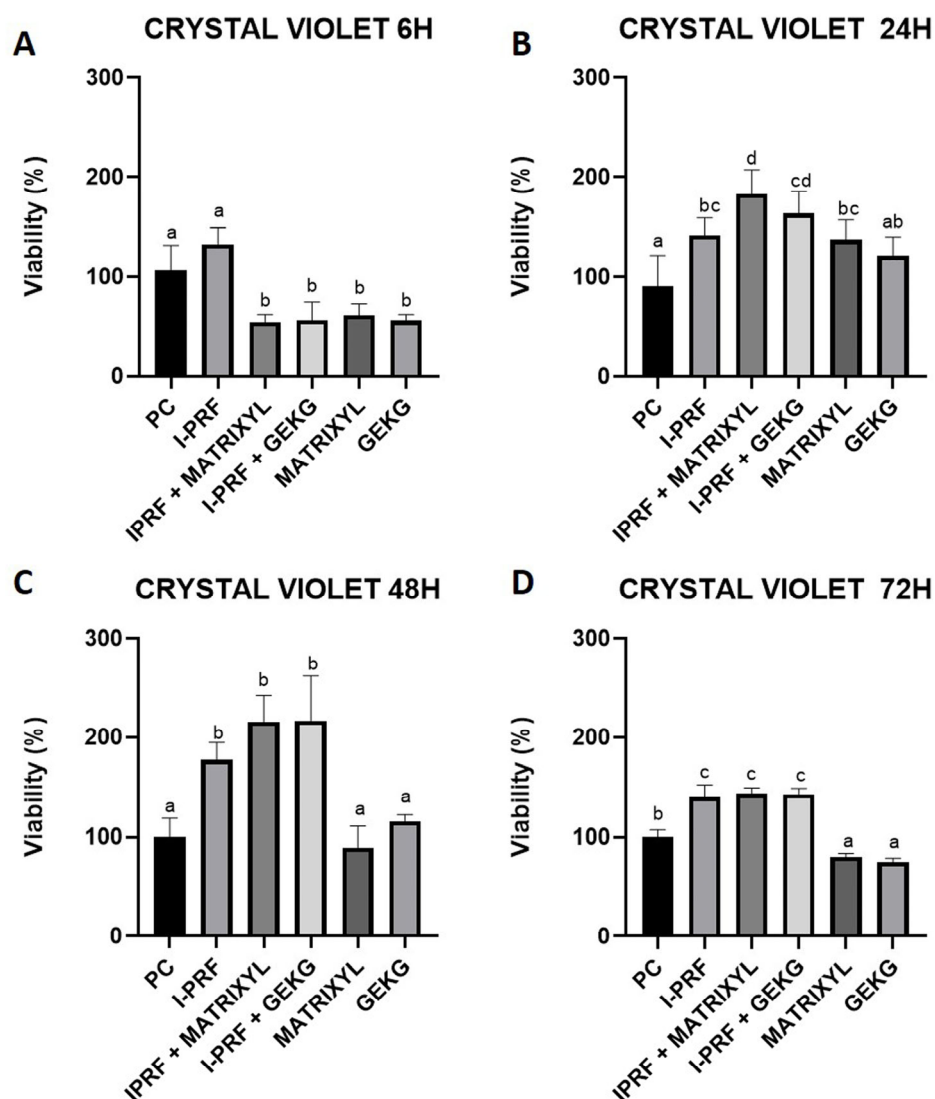 A
CRYSTAL VIOLET 6H
Viability (%)
300
200
100
0
a
a
b
b
b
b
PC
I-PRF
IPRF + MATRIXYL
I-PRF + GEKG
MATRIXYL
GEKG
B
CRYSTAL VIOLET 24H
Viability (%)
300
200
100
0
a
bc
d
cd
bc
ab
PC
I-PRF
IPRF + MATRIXYL
I-PRF + GEKG
MATRIXYL
GEKG
C
CRYSTAL VIOLET 48H
Viability (%)
300
200
100
0
a
b
b
b
a
a
PC
I-PRF
IPRF + MATRIXYL
I-PRF + GEKG
MATRIXYL
GEKG
D
CRYSTAL VIOLET 72H
Viability (%)
300
200
100
0
b
c
c
c
a
a
PC
I-PRF
IPRF + MATRIXYL
I-PRF + GEKG
MATRIXYL
GEKG